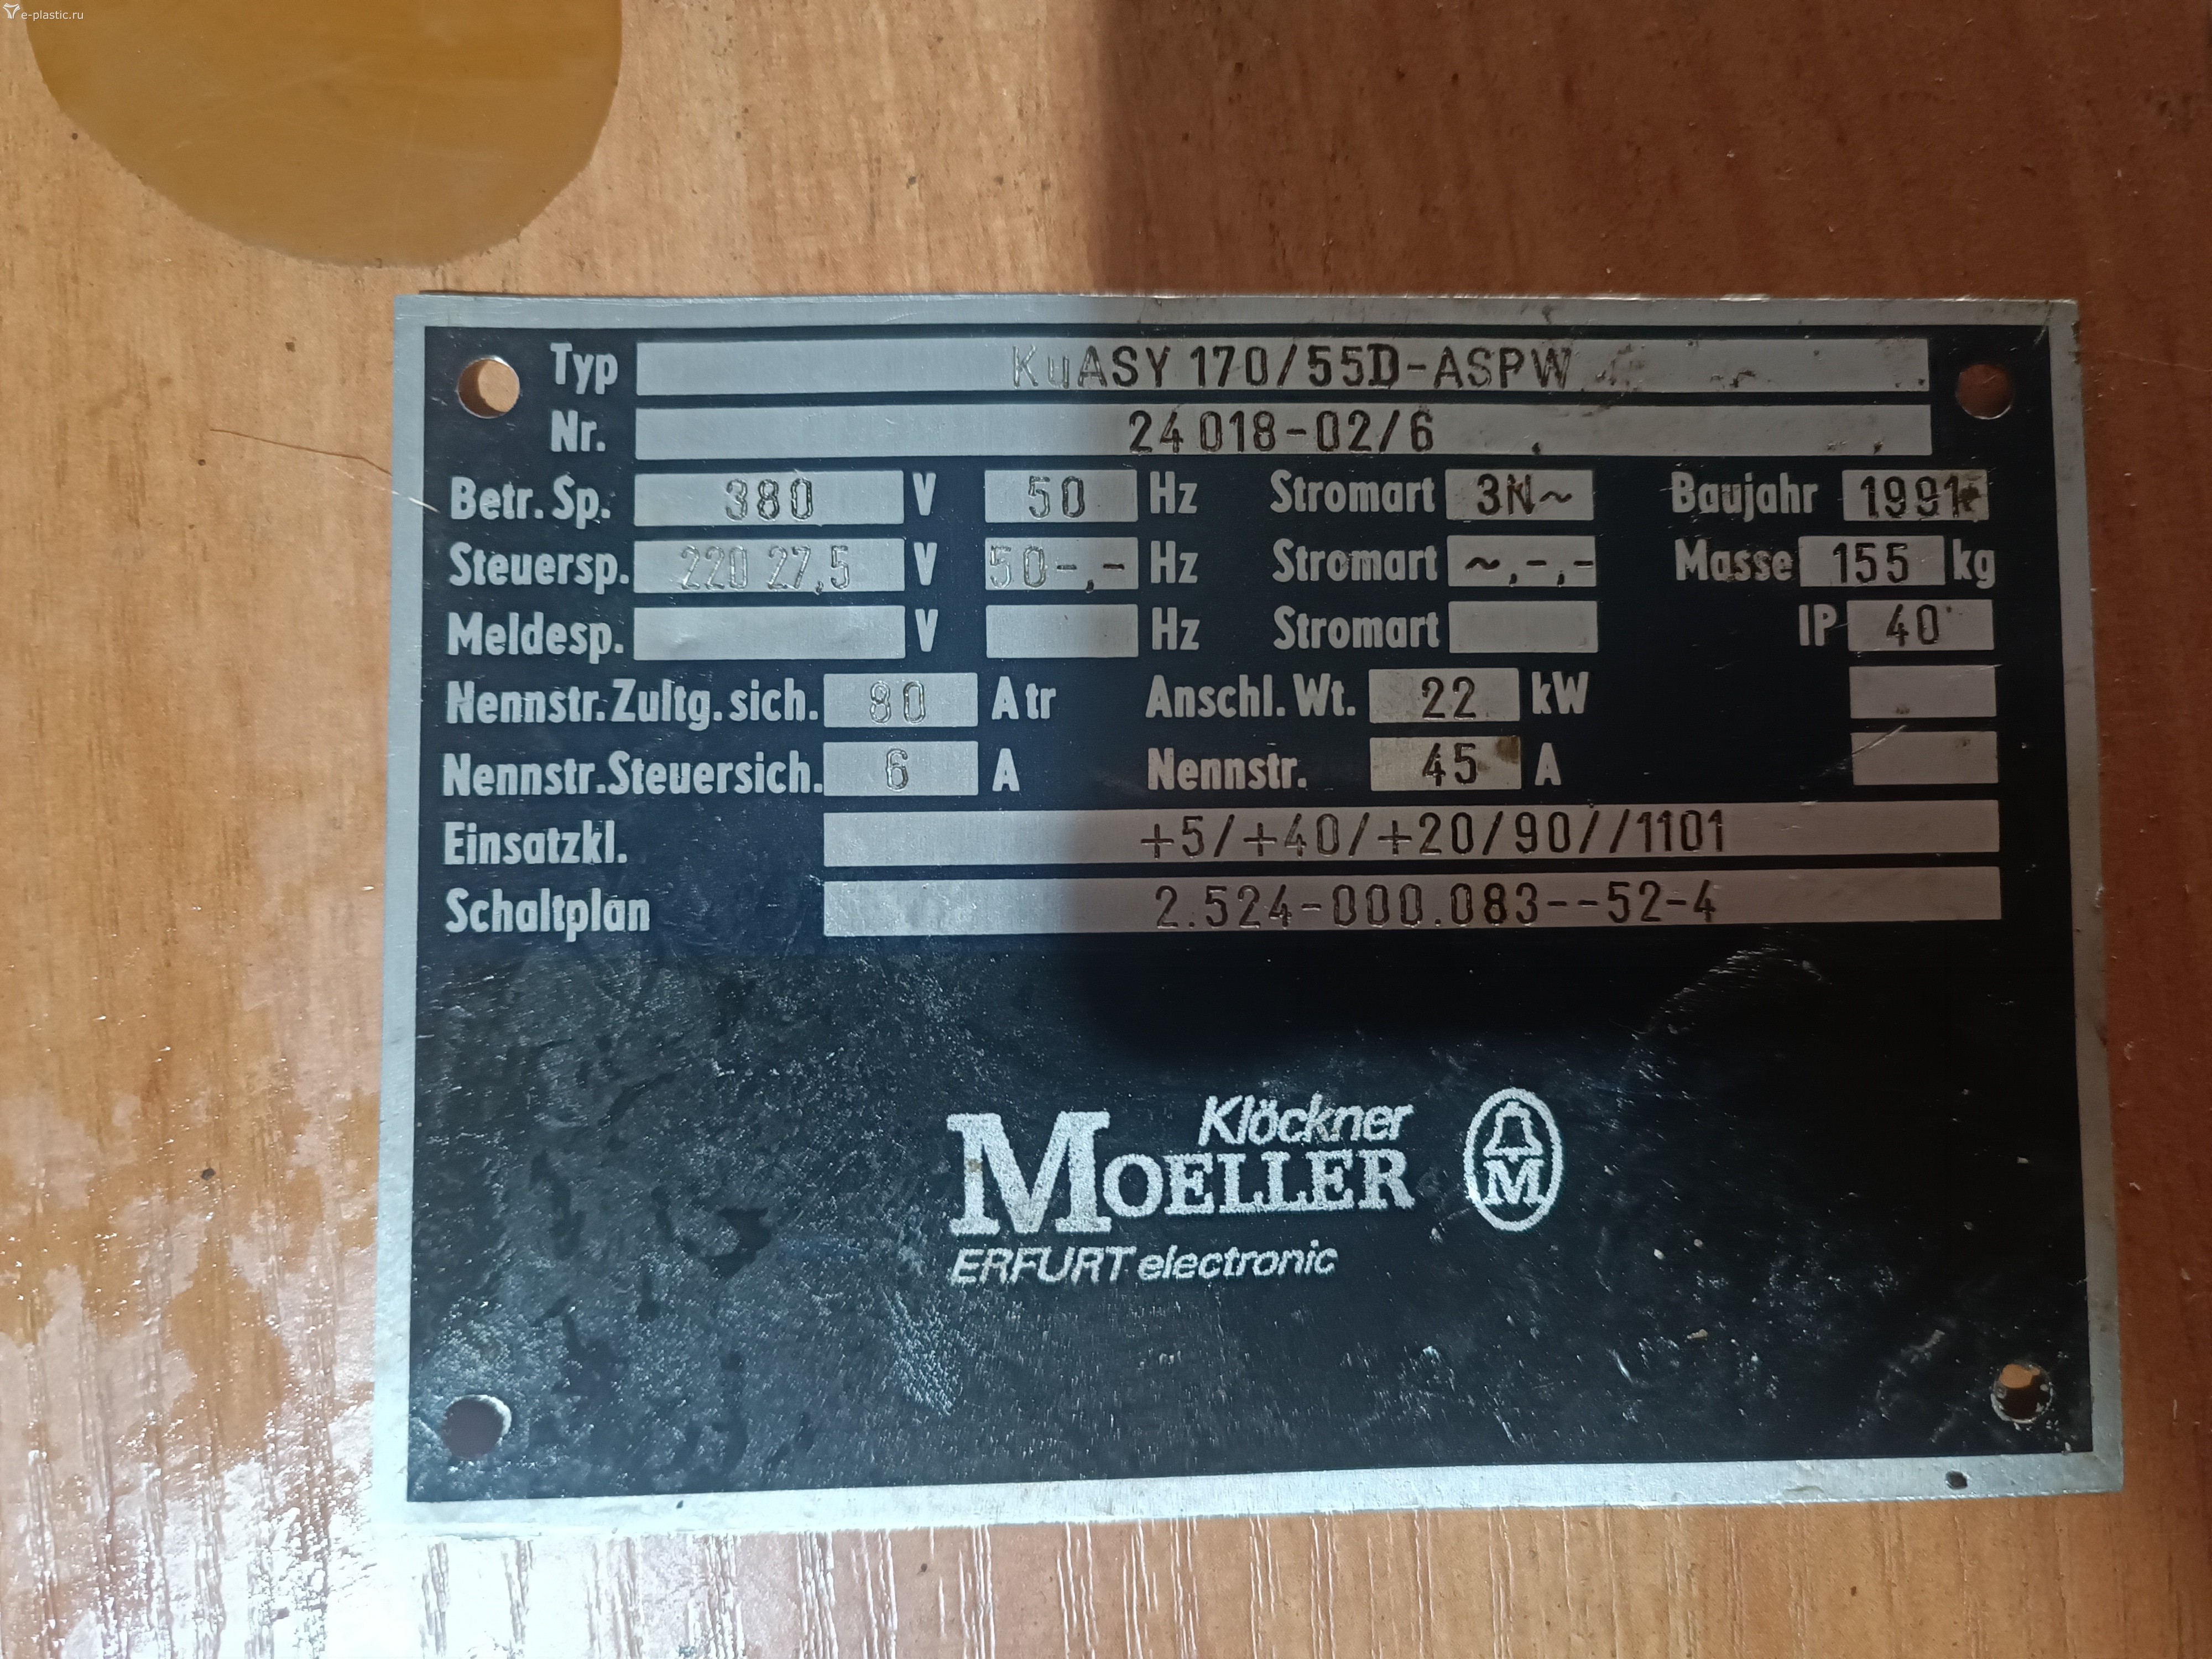 e-plastic.ru
Typ KuASY 170/55D-ASPW
Nr. 24 018-02/6
Betr. Sp. 380 V 50 Hz Stromart 3N~ Baujahr 1991
Steuersp. 220 27,5 V 50-,- Hz Stromart ~,-,- Masse 155 kg
Meldesp. V Hz Stromart IP 40
Nennstr. Zultg. sich. 80 A tr Anschl. Wt. 22 kW
Nennstr. Steuersich. 6 A Nennstr. 45 A
Einsatzkl. +5/+40/+20/90//1101
Schaltplan 2.524-000.083--52-4
Klöckner
MOELLER
M
ERFURT electronic